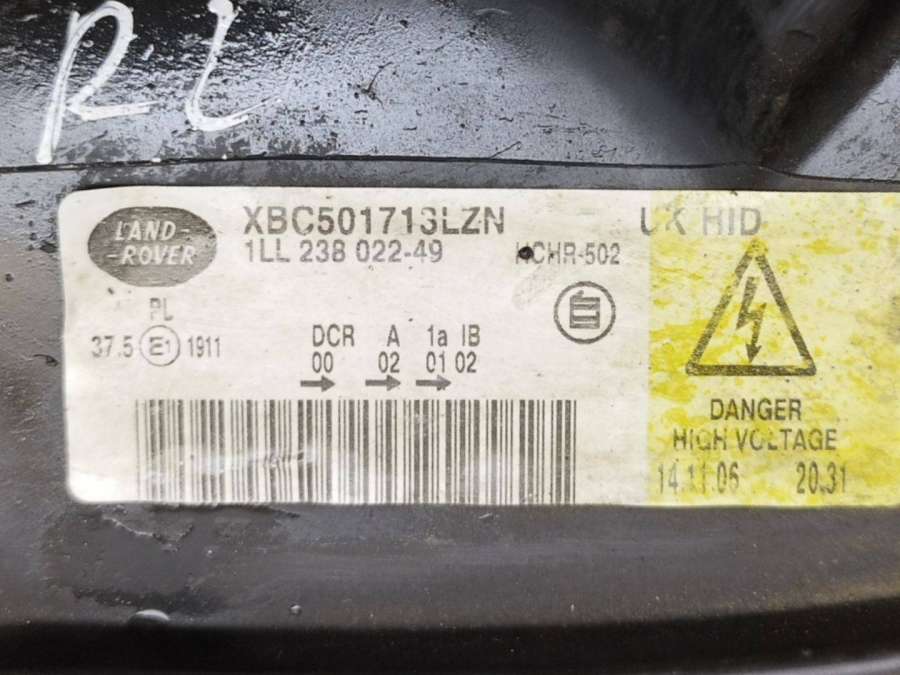 RL
LAND-
-ROVER
XBC501713LZN
UK HID
1LL 238 022-49
HCHR-502
PL
37.5 E1 1911
DCR A 1a IB
00 02 01 02
DANGER
HIGH VOLTAGE
14.11.06 20.31